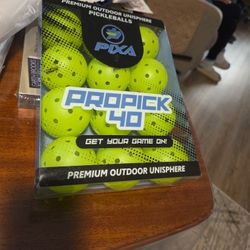 PREMIUM OUTDOOR UNISPHERE
PICKLEBALLS
PIXA
PROPICK
40
GET YOUR GAME ON!
PREMIUM OUTDOOR UNISPHERE